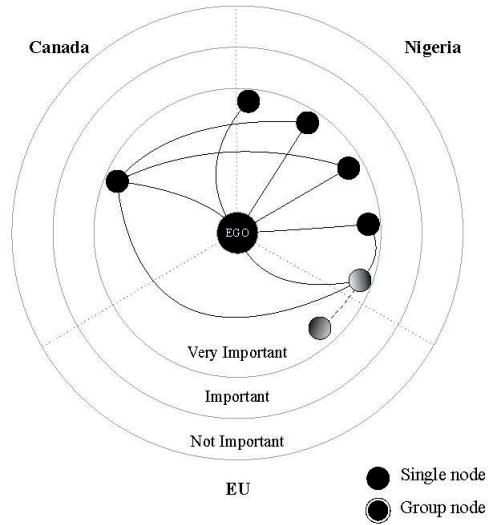 Canada
Nigeria
EGO
Very Important
Important
Not Important
EU
Single node
Group node